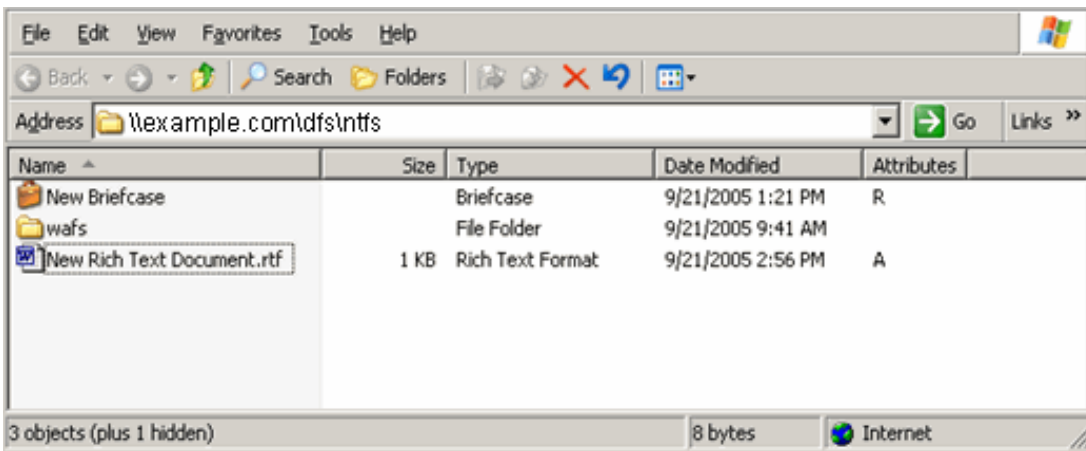 File Edit View Favorites Tools Help
Back Search Folders
Address \\example.com\dfs\ntfs Go Links »
Name Size Type Date Modified Attributes
New Briefcase Briefcase 9/21/2005 1:21 PM R
wafs File Folder 9/21/2005 9:41 AM
New Rich Text Document.rtf 1 KB Rich Text Format 9/21/2005 2:56 PM A
3 objects (plus 1 hidden) 8 bytes Internet